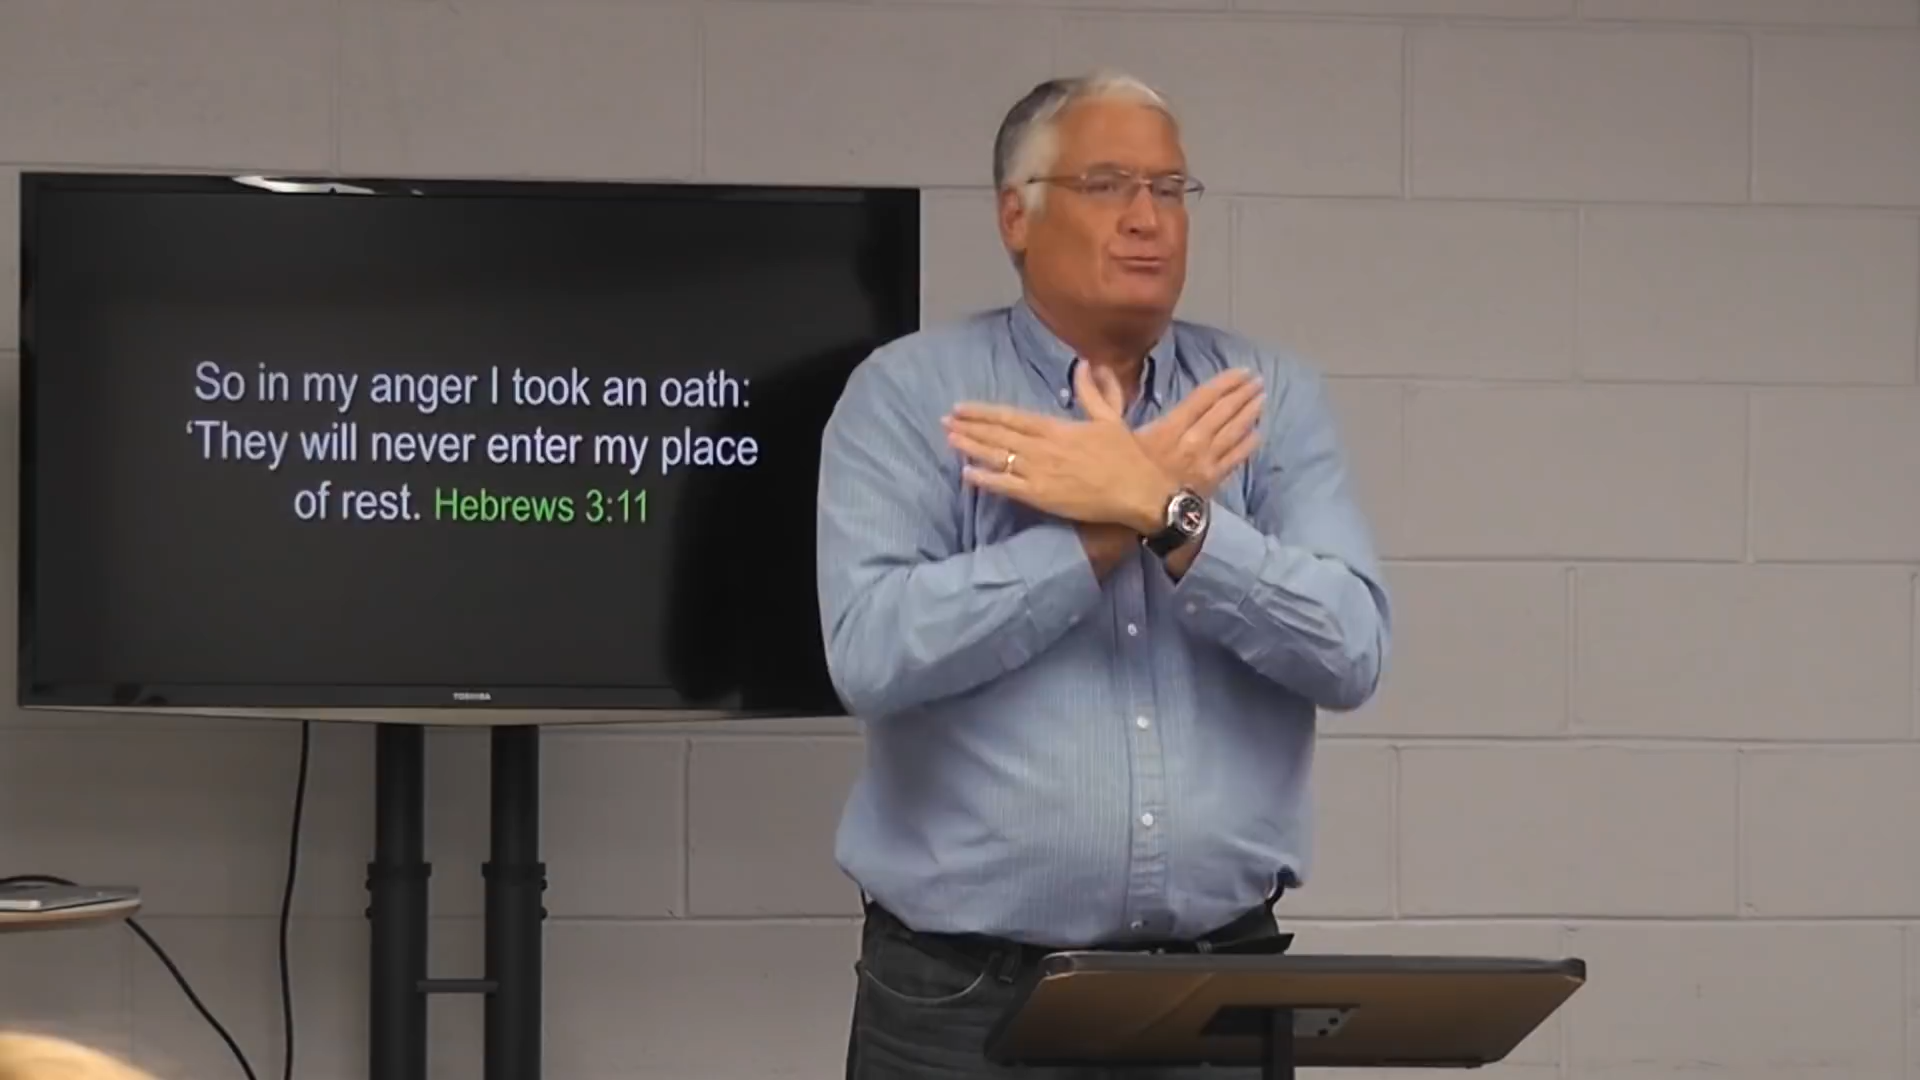 So in my anger I took an oath:
‘They will never enter my place
of rest. Hebrews 3:11
TOSHIBA